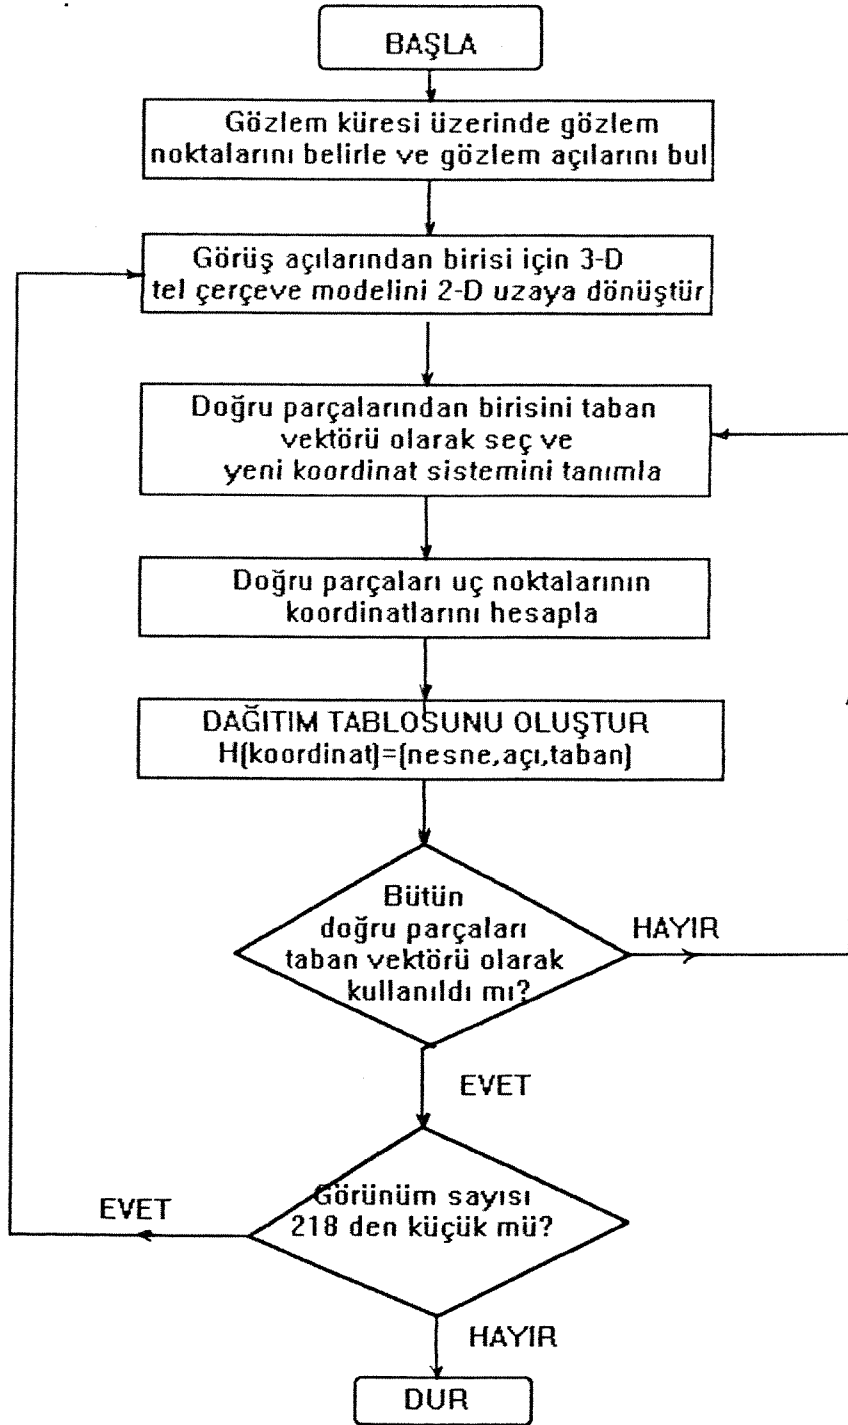 BAŞLA
Gözlem küresi üzerinde gözlem
noktalarını belirle ve gözlem açılarını bul
Görüş açılarından birisi için 3-D
tel çerçeve modelini 2-D uzaya dönüştür
Doğru parçalarından birisini taban
vektörü olarak seç ve
yeni koordinat sistemini tanımla
Doğru parçaları uç noktalarının
koordinatlarını hesapla
DAĞITIM TABLOSUNU OLUŞTUR
H(koordinat)=(nesne,açı,taban)
Bütün
doğru parçaları
taban vektörü olarak
kullanıldı mı?
HAYIR
EVET
Görünüm sayısı
218 den küçük mü?
EVET
HAYIR
DUR